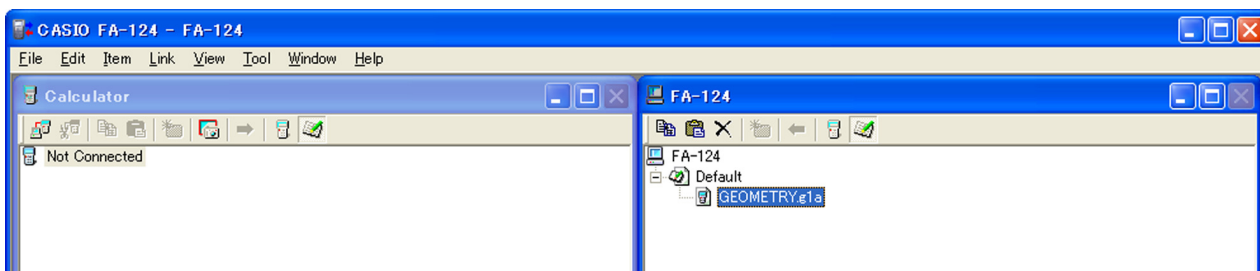 CASIO FA-124 - FA-124
File Edit Item Link View Tool Window Help
Calculator
Not Connected
FA-124
FA-124
Default
GEOMETRY.g1a